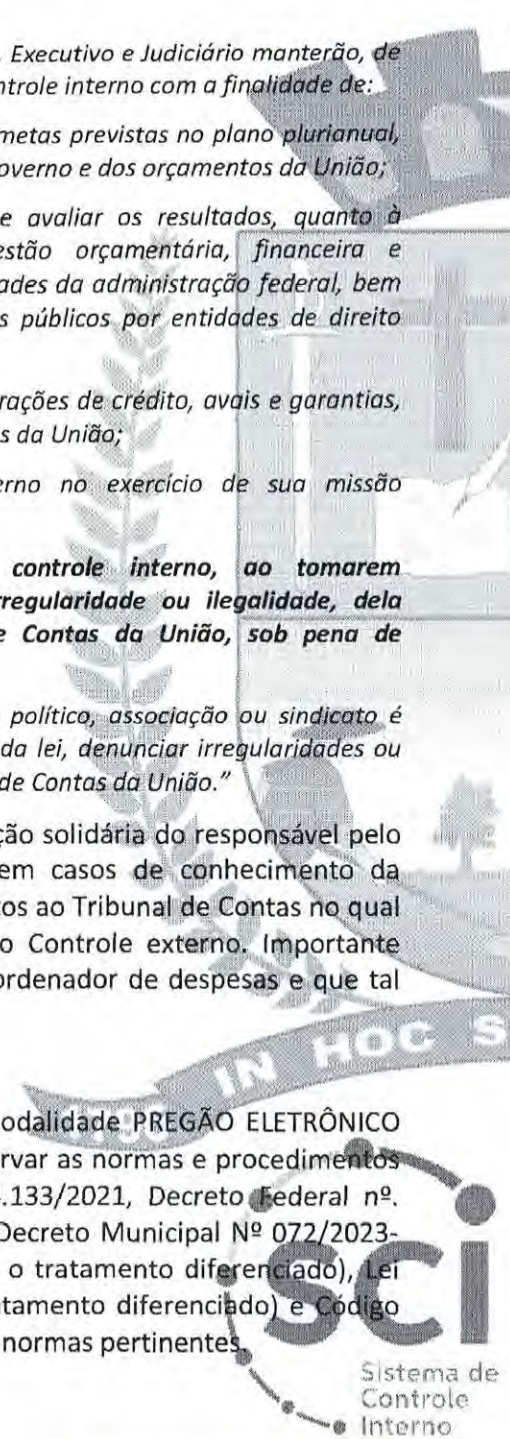 Executivo e Judiciário manterão, de
ntrole interno com a finalidade de:
metas previstas no plano plurianual,
overno e dos orçamentos da União;
e avaliar os resultados, quanto à
estão orçamentária, financeira e
dades da administração federal, bem
s públicos por entidades de direito
rações de crédito, avais e garantias,
s da União;
erno no exercício de sua missão
controle interno, ao tomarem
rregularidade ou ilegalidade, dela
e Contas da União, sob pena de
político, associação ou sindicato é
da lei, denunciar irregularidades ou
de Contas da União."
ção solidária do responsável pelo
em casos de conhecimento da
tos ao Tribunal de Contas no qual
o Controle externo. Importante
ordenador de despesas e que tal
IN HOC S
odalidade PREGÃO ELETRÔNICO
rvar as normas e procedimentos
.133/2021, Decreto Federal nº.
Decreto Municipal Nº 072/2023-
o tratamento diferenciado), Lei
atamento diferenciado) e Código
normas pertinentes.
SCI
Sistema de
Controle
Interno